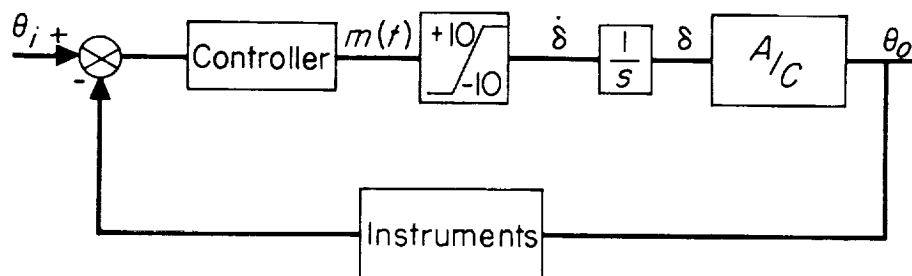 θi +
-
Controller
m(t)
+10
-10
δ̇
1/s
δ
A/C
θo
Instruments